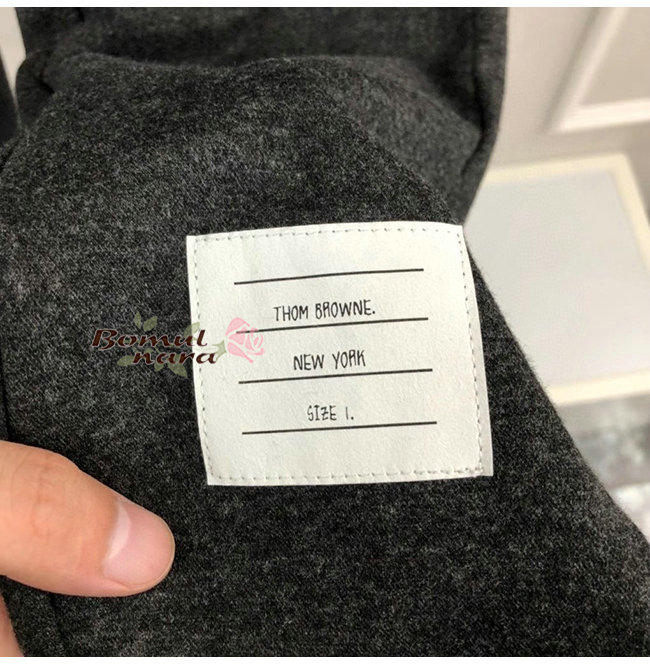 THOM BROWNE.
Bomul
nara
NEW YORK
SIZE 1.